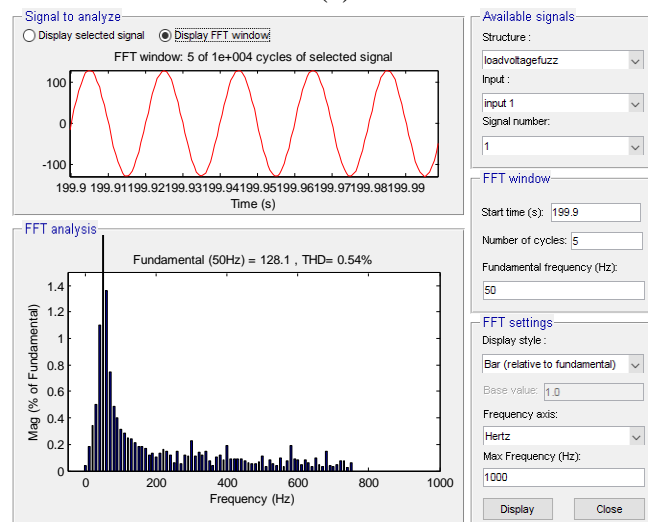 Signal to analyze
Display selected signal Display FFT window
FFT window: 5 of 1e+004 cycles of selected signal
100
0
-100
199.9 199.91199.92199.93199.94199.95199.96199.97199.98199.99
Time (s)
FFT analysis
Fundamental (50Hz) = 128.1 , THD= 0.54%
1.4
1.2
1
0.8
0.6
0.4
0.2
0
Mag (% of Fundamental)
0 200 400 600 800 1000
Frequency (Hz)
Available signals
Structure :
loadvoltagefuzz
Input :
input 1
Signal number:
1
FFT window
Start time (s): 199.9
Number of cycles: 5
Fundamental frequency (Hz):
50
FFT settings
Display style :
Bar (relative to fundamental)
Base value: 1.0
Frequency axis:
Hertz
Max Frequency (Hz):
1000
Display Close